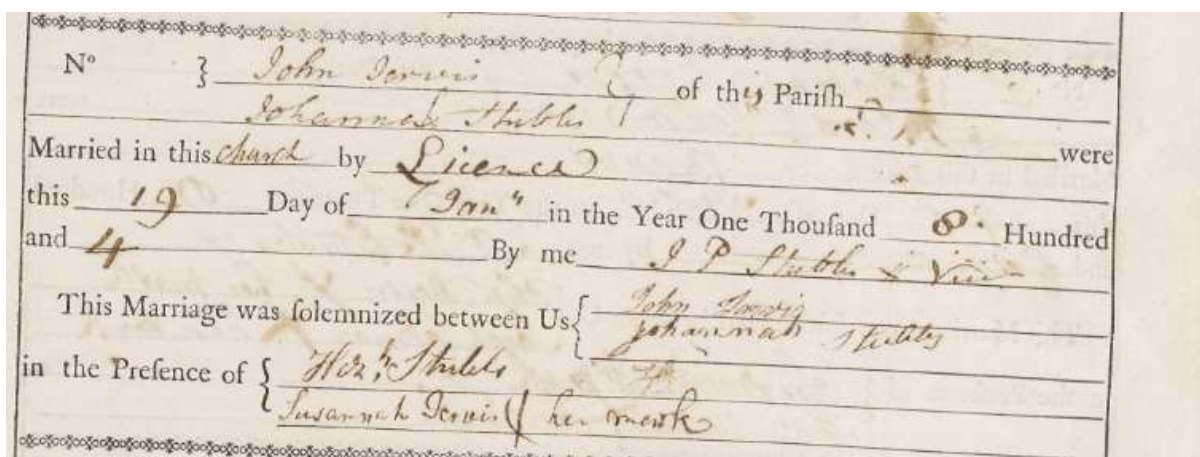 Nº } John Jervis } of this Pariſh
Johannah Stubbs
were
Married in this church by Licence
this 19 Day of Janʸ in the Year One Thouſand 8. Hundred
and 4 By me J P Stubbs
This Marriage was ſolemnized between Us { John Jervis
Johannah Stubbs
in the Preſence of { Hezʰ Stubbs
Susannah Jervis her mark